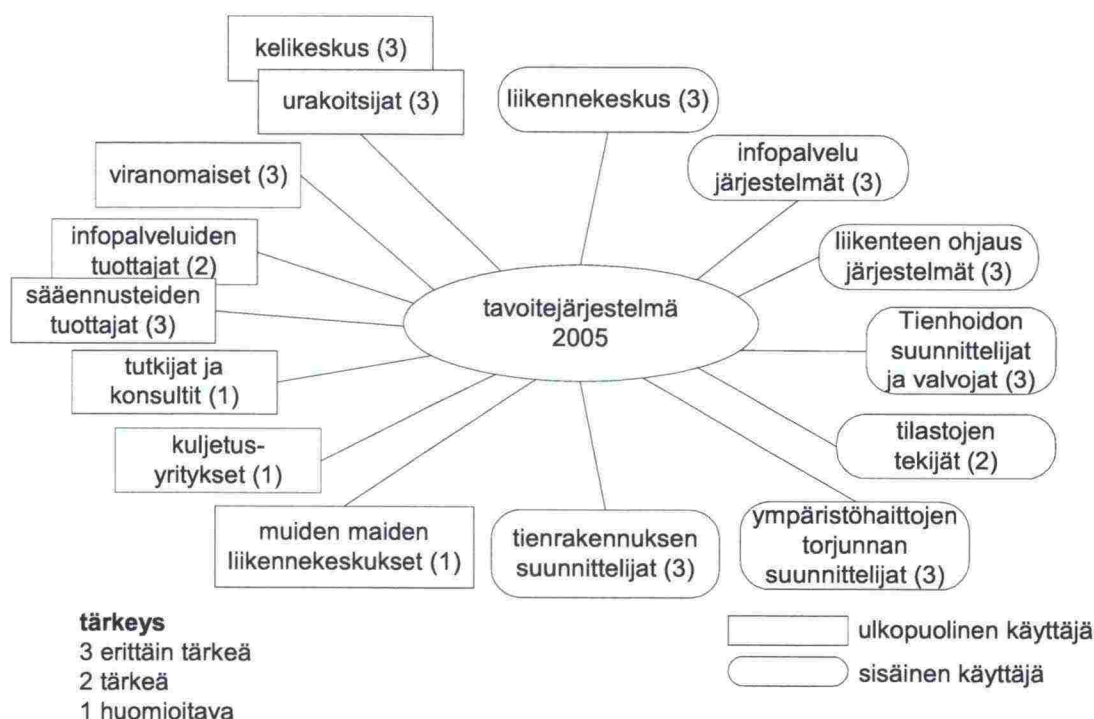 kelikeskus (3)
urakoitsijat (3)
liikennekeskus (3)
viranomaiset (3)
infopalvelu
järjestelmät (3)
infopalveluiden
tuottajat (2)
liikenteen ohjaus
järjestelmät (3)
sääennusteiden
tuottajat (3)
tavoitejärjestelmä
2005
Tienhoidon
suunnittelijat
ja valvojat (3)
tutkijat ja
konsultit (1)
kuljetus-
yritykset (1)
tilastojen
tekijät (2)
muiden maiden
liikennekeskukset (1)
tienrakennuksen
suunnittelijat (3)
ympäristöhaittojen
torjunnan
suunnittelijat (3)
tärkeys
3 erittäin tärkeä
2 tärkeä
1 huomioitava
ulkopuolinen käyttäjä
sisäinen käyttäjä